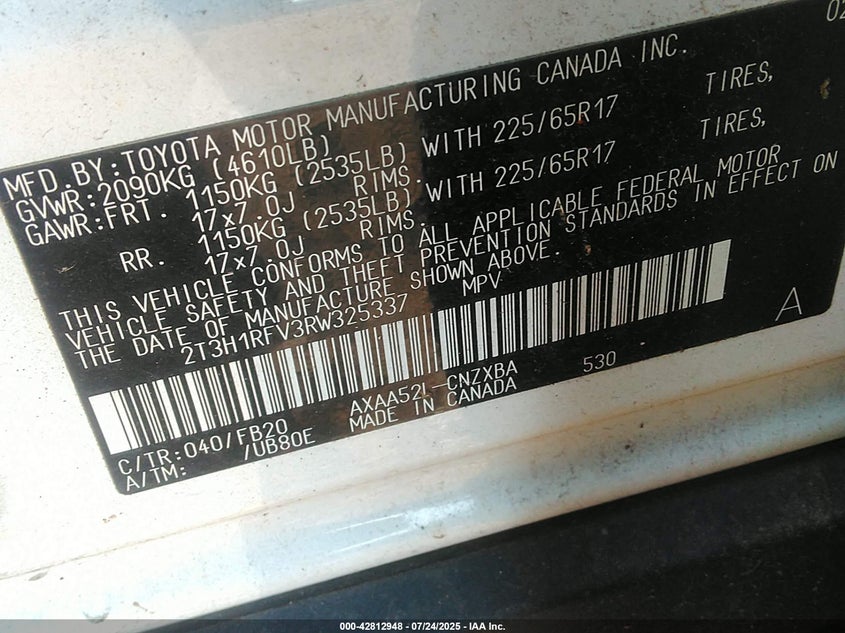 02
MFD.BY:TOYOTA MOTOR MANUFACTURING CANADA INC.
GVWR:2090KG (4610LB)
GAWR:FRT. 1150KG (2535LB) WITH 225/65R17 TIRES,
17x7.0J RIMS.
RR. 1150KG (2535LB) WITH 225/65R17 TIRES,
17x7.0J RIMS.
THIS VEHICLE CONFORMS TO ALL APPLICABLE FEDERAL MOTOR
VEHICLE SAFETY AND THEFT PREVENTION STANDARDS IN EFFECT ON
THE DATE OF MANUFACTURE SHOWN ABOVE.
2T3H1RFV3RW325337 MPV
A
AXAA52L-CNZXBA 530
C/TR:040/FB20 MADE IN CANADA
A/TM: /UB80E
000-42812948 - 07/24/2025 - IAA Inc.